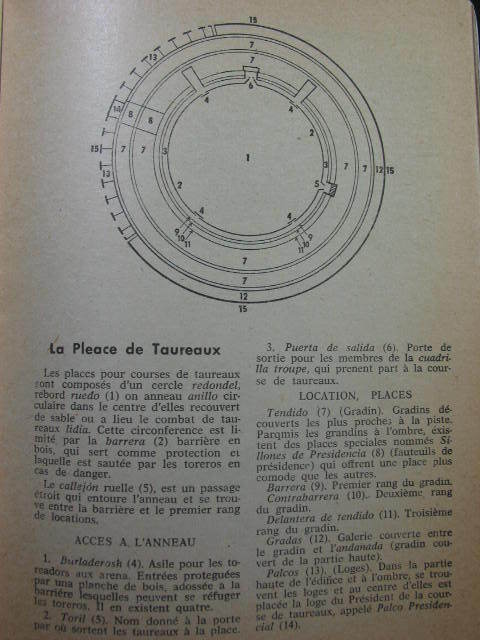 15
13
7
7
4
6
4
14
8
8
2
15
7
7
3
1
3
7
7
12
15
13
2
5
4
4
9
10
11
9
10
11
7
7
12
15
La Pleace de Taureaux
Les places pour courses de taureaux
sont composés d'un cercle redondel,
rebord ruedo (1) on anneau anillo cir-
culaire dans le centre d'elles recouvert
de sable ou a lieu le combat de tau-
reaux lidia. Cette circonference est li-
mité par la barrera (2) barrière en
bois, qui sert comme protection et
laquelle est sautée par les toreros en
cas de danger.
Le callejón ruelle (5), est un passage
étroit qui entoure l'anneau et se trou-
ve entre la barrière et le premier rang
de locations.
ACCES A L'ANNEAU
1. Burladerosh (4). Asile pour les to-
readors aux arena. Entrées proteguées
par una planche de bois, adossée a la
barrière lesquelles peuvent se réfuger
les toreros. Il en existent quatre.
2. Toril (5). Nom donné à la porte
par où sortent les taureaux à la place.
3. Puerta de salida (6). Porte de
sortie pour les membres de la cuadri-
lla troupe, qui prenent part à la cour-
se de taureaux.
LOCATION, PLACES
Tendido (7) (Gradin). Gradins dé-
couverts les plus proches à la piste.
Parqmis les grandins à l'ombre, éxis-
tent des places speciales nommés Si-
llones de Presidencia (8) (fauteuils de
présidence) qui offrent une place plus
comode que les autres.
Barrera (9). Premier rang du gradin.
Contrabarrera (10). Deuxième rang
du gradin.
Delantera de tendido (11). Troisième
rang du gradin.
Gradas (12). Galerie couverte entre
le gradin et l'andanada (gradin cou-
vert de la partie haute).
Palcos (13). (Loges). Dans la partie
haute de l'édifice et à l'ombre, se trou-
vent les loges et au centre d'elles est
placée la loge du Président de la cour-
se de taureaux, appelé Palco Presiden-
cial (14).